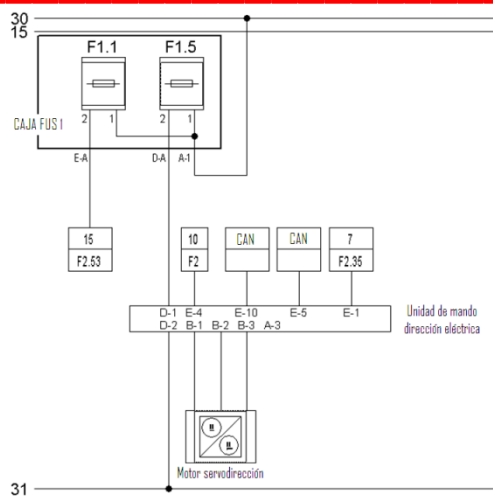 30
15
F1.1 F1.5
2 1 2 1
CAJA FUS 1
E-A D-A A-1
15 10 CAN CAN 7
F2.53 F2 F2.35
D-1 E-4 E-10 E-5 E-1
D-2 B-1 B-2 B-3 A-3
Unidad de mando
dirección eléctrica
Motor servodirección
31